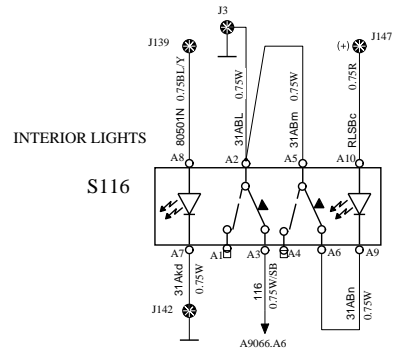 J3
J139
(+)
J147
80501N
0.75BL/Y
31ABL
0.75W
31ABm
0.75W
RLSBc
0.75R
INTERIOR LIGHTS
A8
A2
A5
A10
S116
A7
A1
A3
A4
A6
A9
31Akd
0.75W
116
0.75W/SB
31ABn
0.75W
J142
A9066.A6